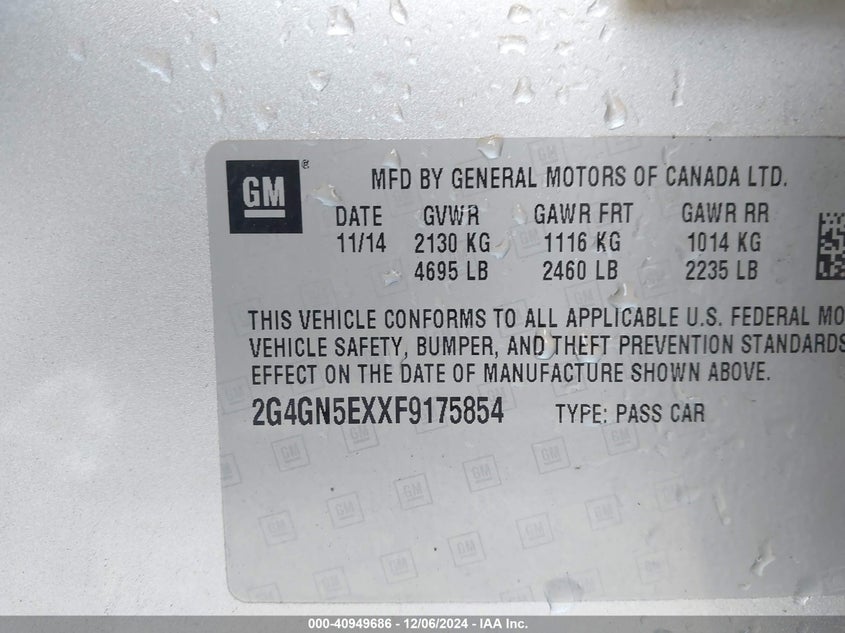 GM ®
MFD BY GENERAL MOTORS OF CANADA LTD.
DATE GVWR GAWR FRT GAWR RR
11/14 2130 KG 1116 KG 1014 KG
4695 LB 2460 LB 2235 LB
THIS VEHICLE CONFORMS TO ALL APPLICABLE U.S. FEDERAL MO
VEHICLE SAFETY, BUMPER, AND THEFT PREVENTION STANDARDS
EFFECT ON THE DATE OF MANUFACTURE SHOWN ABOVE.
2G4GN5EXXF9175854 TYPE: PASS CAR
000-40949686 - 12/06/2024 - IAA Inc.